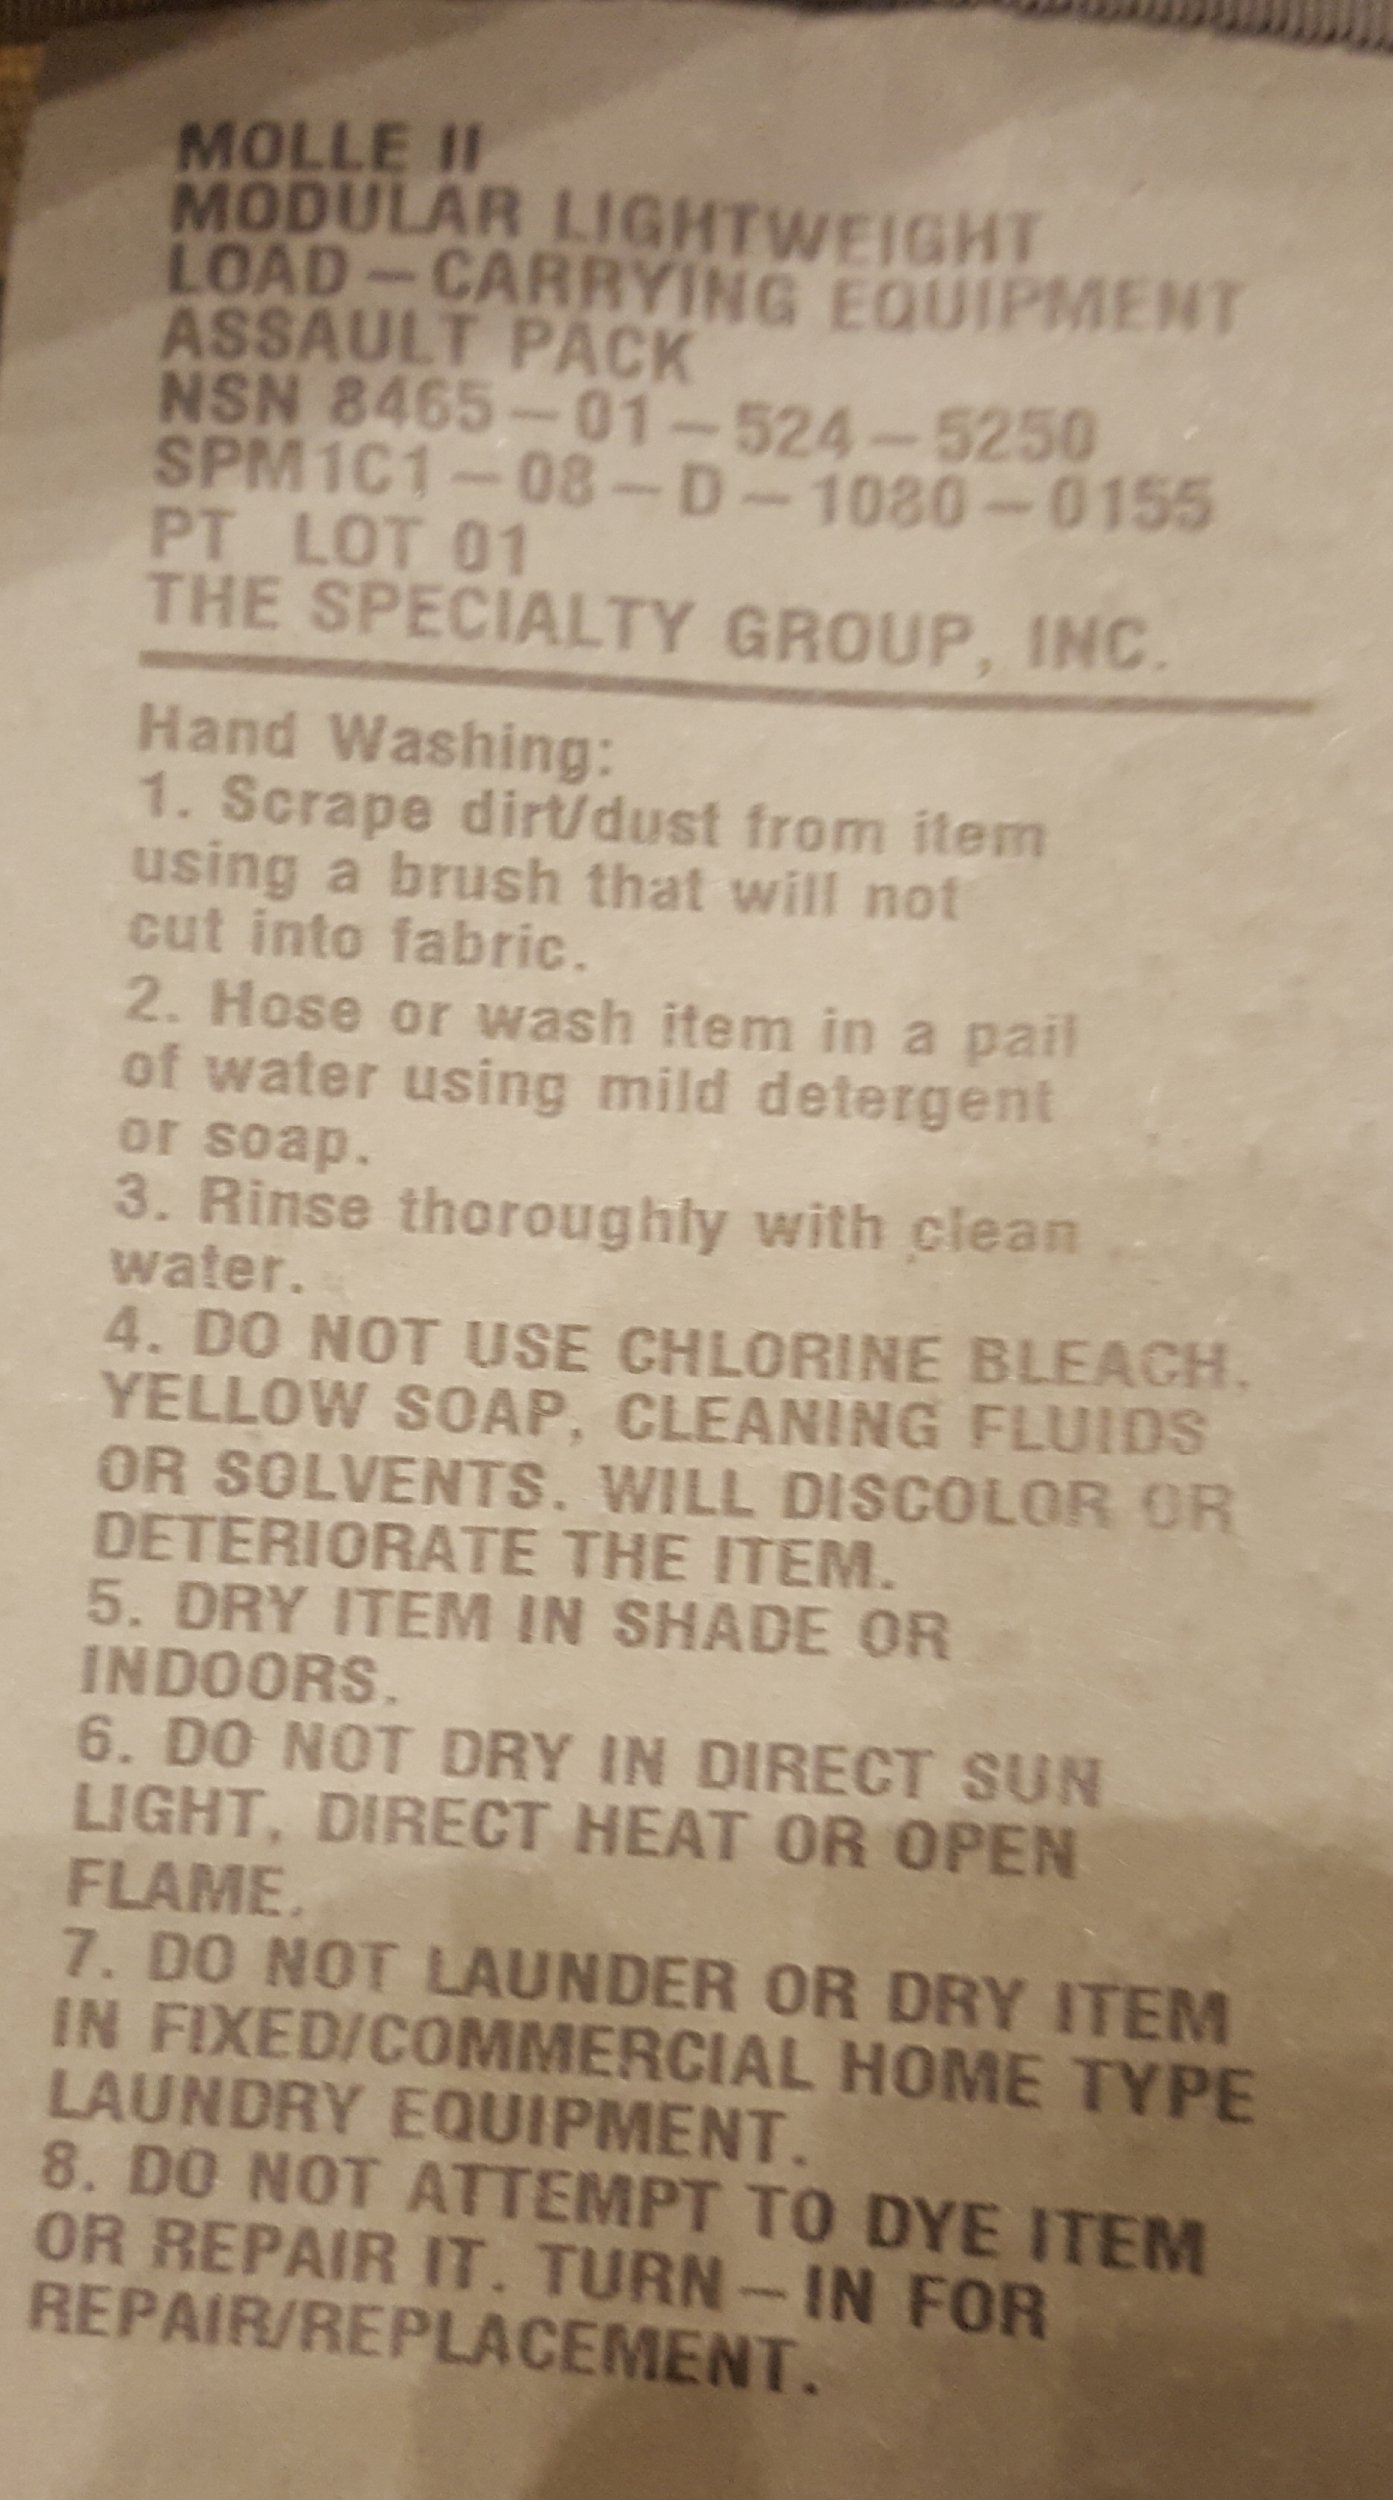 MOLLE II
MODULAR LIGHTWEIGHT
LOAD-CARRYING EQUIPMENT
ASSAULT PACK
NSN 8465-01-524-5250
SPM1C1-08-D-1080-0155
PT LOT 01
THE SPECIALTY GROUP, INC.
Hand Washing:
1. Scrape dirt/dust from item
using a brush that will not
cut into fabric.
2. Hose or wash item in a pail
of water using mild detergent
or soap.
3. Rinse thoroughly with clean
water.
4. DO NOT USE CHLORINE BLEACH.
YELLOW SOAP, CLEANING FLUIDS
OR SOLVENTS. WILL DISCOLOR OR
DETERIORATE THE ITEM.
5. DRY ITEM IN SHADE OR
INDOORS.
6. DO NOT DRY IN DIRECT SUN
LIGHT, DIRECT HEAT OR OPEN
FLAME.
7. DO NOT LAUNDER OR DRY ITEM
IN FIXED/COMMERCIAL HOME TYPE
LAUNDRY EQUIPMENT.
8. DO NOT ATTEMPT TO DYE ITEM
OR REPAIR IT. TURN-IN FOR
REPAIR/REPLACEMENT.